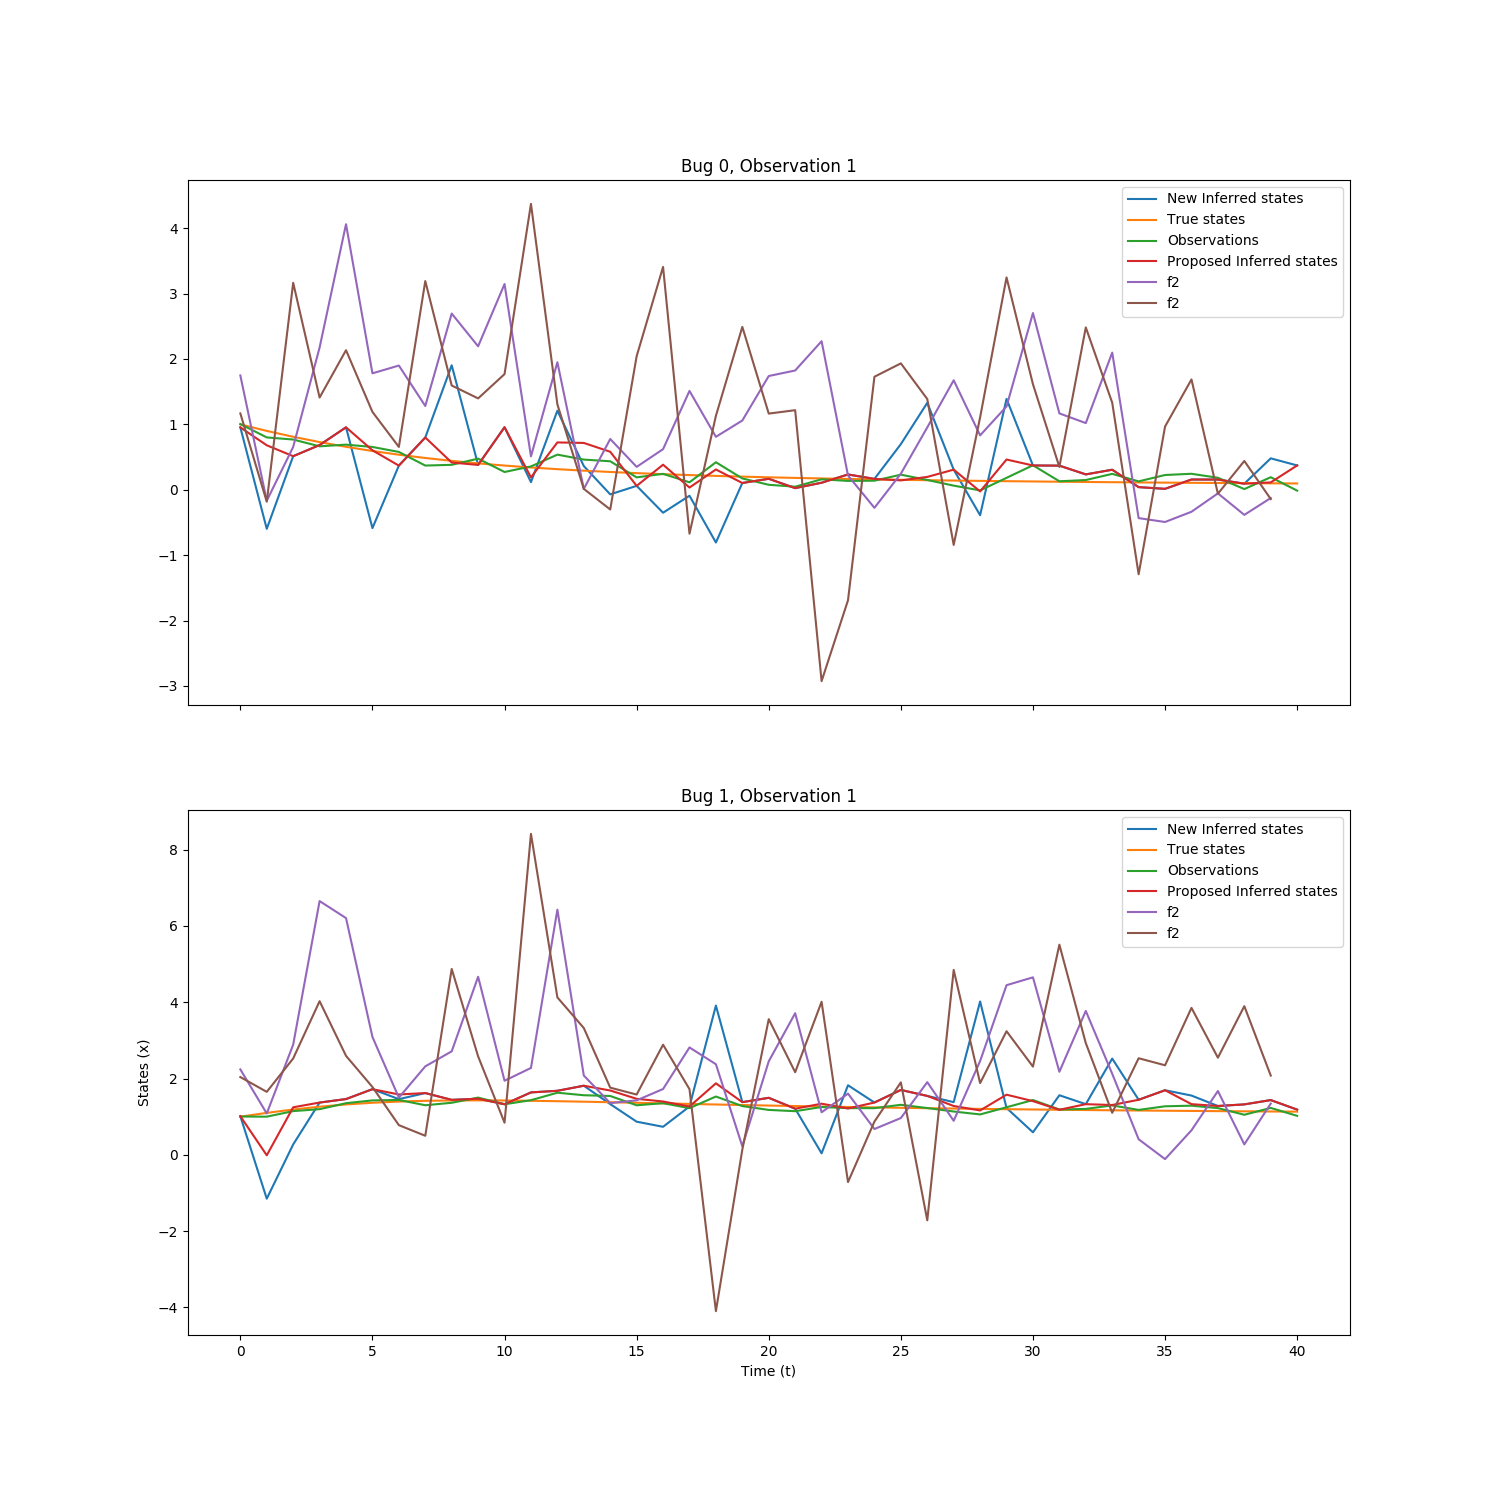 Bug 0, Observation 1
New Inferred states
True states
Observations
Proposed Inferred states
f2
f2
4
3
2
1
0
−1
−2
−3
Bug 1, Observation 1
New Inferred states
True states
Observations
Proposed Inferred states
f2
f2
8
6
4
2
0
−2
−4
States (x)
0 5 10 15 20 25 30 35 40
Time (t)